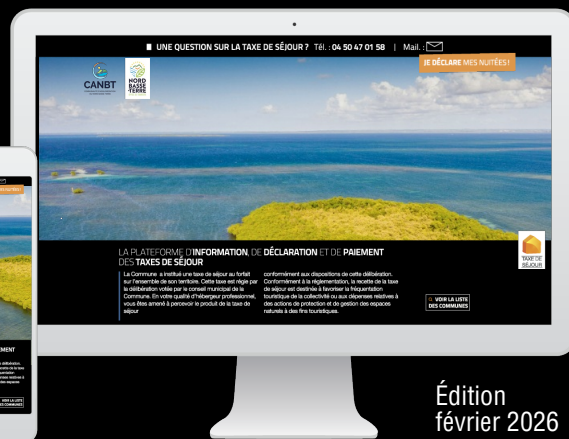 UNE QUESTION SUR LA TAXE DE SÉJOUR ? Tél. : 04 50 47 01 58 | Mail. :
JE DÉCLARE MES NUITÉES !
CANBT
NORD
BASSE
-TERRE
LA PLATEFORME D'INFORMATION, DE DÉCLARATION ET DE PAIEMENT
DES TAXES DE SÉJOUR
La Commune a institué une taxe de séjour au forfait
sur l'ensemble de son territoire. Cette taxe est régie par
la délibération votée par le conseil municipal de la
Commune. En votre qualité d'hébergeur professionnel,
vous êtes amené à percevoir le produit de la taxe de
séjour
conformément aux dispositions de cette délibération.
Conformément à la réglementation, la recette de la taxe
de séjour est destinée à favoriser la fréquentation
touristique de la collectivité ou aux dépenses relatives à
des actions de protection et de gestion des espaces
naturels à des fins touristiques.
TAXE DE
SÉJOUR
VOIR LA LISTE
DES COMMUNES
EMENT
VOIR LA LISTE
DES COMMUNES
Édition
février 2026